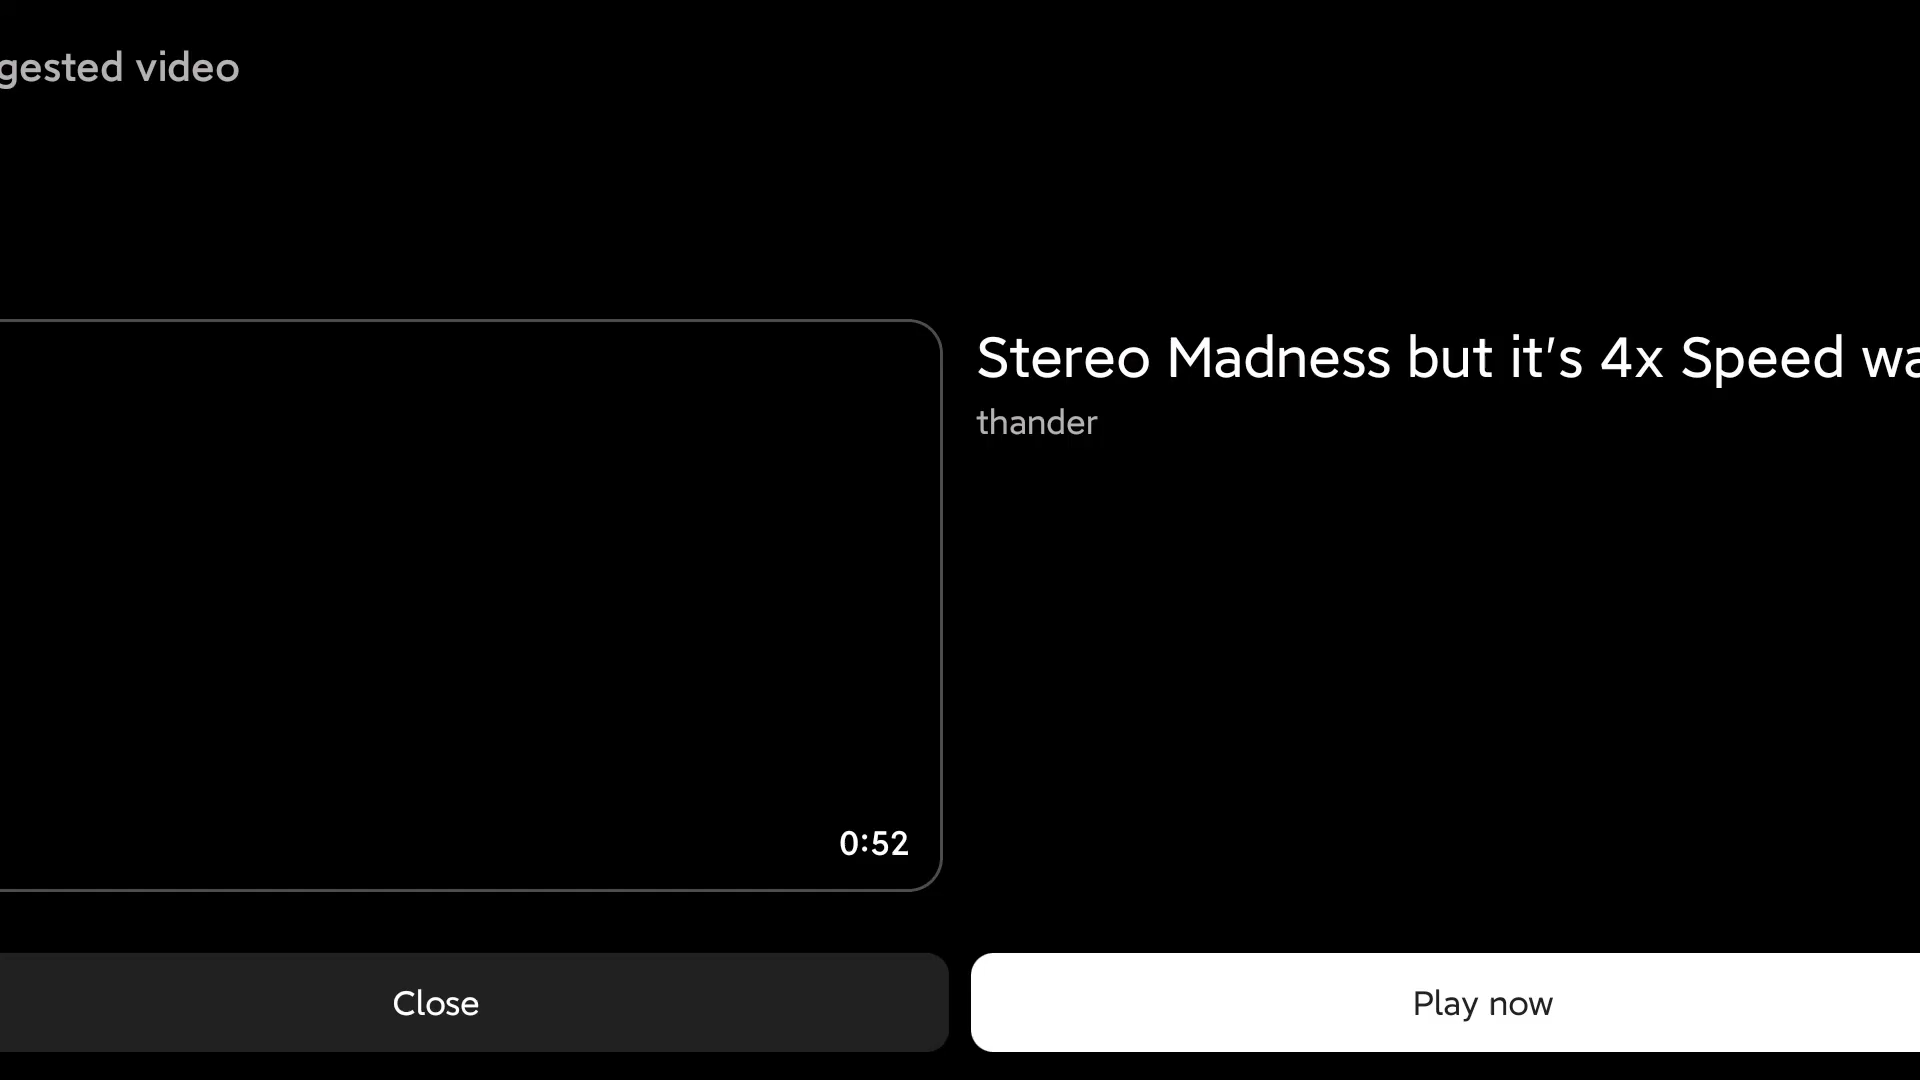 gested video
Stereo Madness but it's 4x Speed wa
thander
0:52
Close
Play now